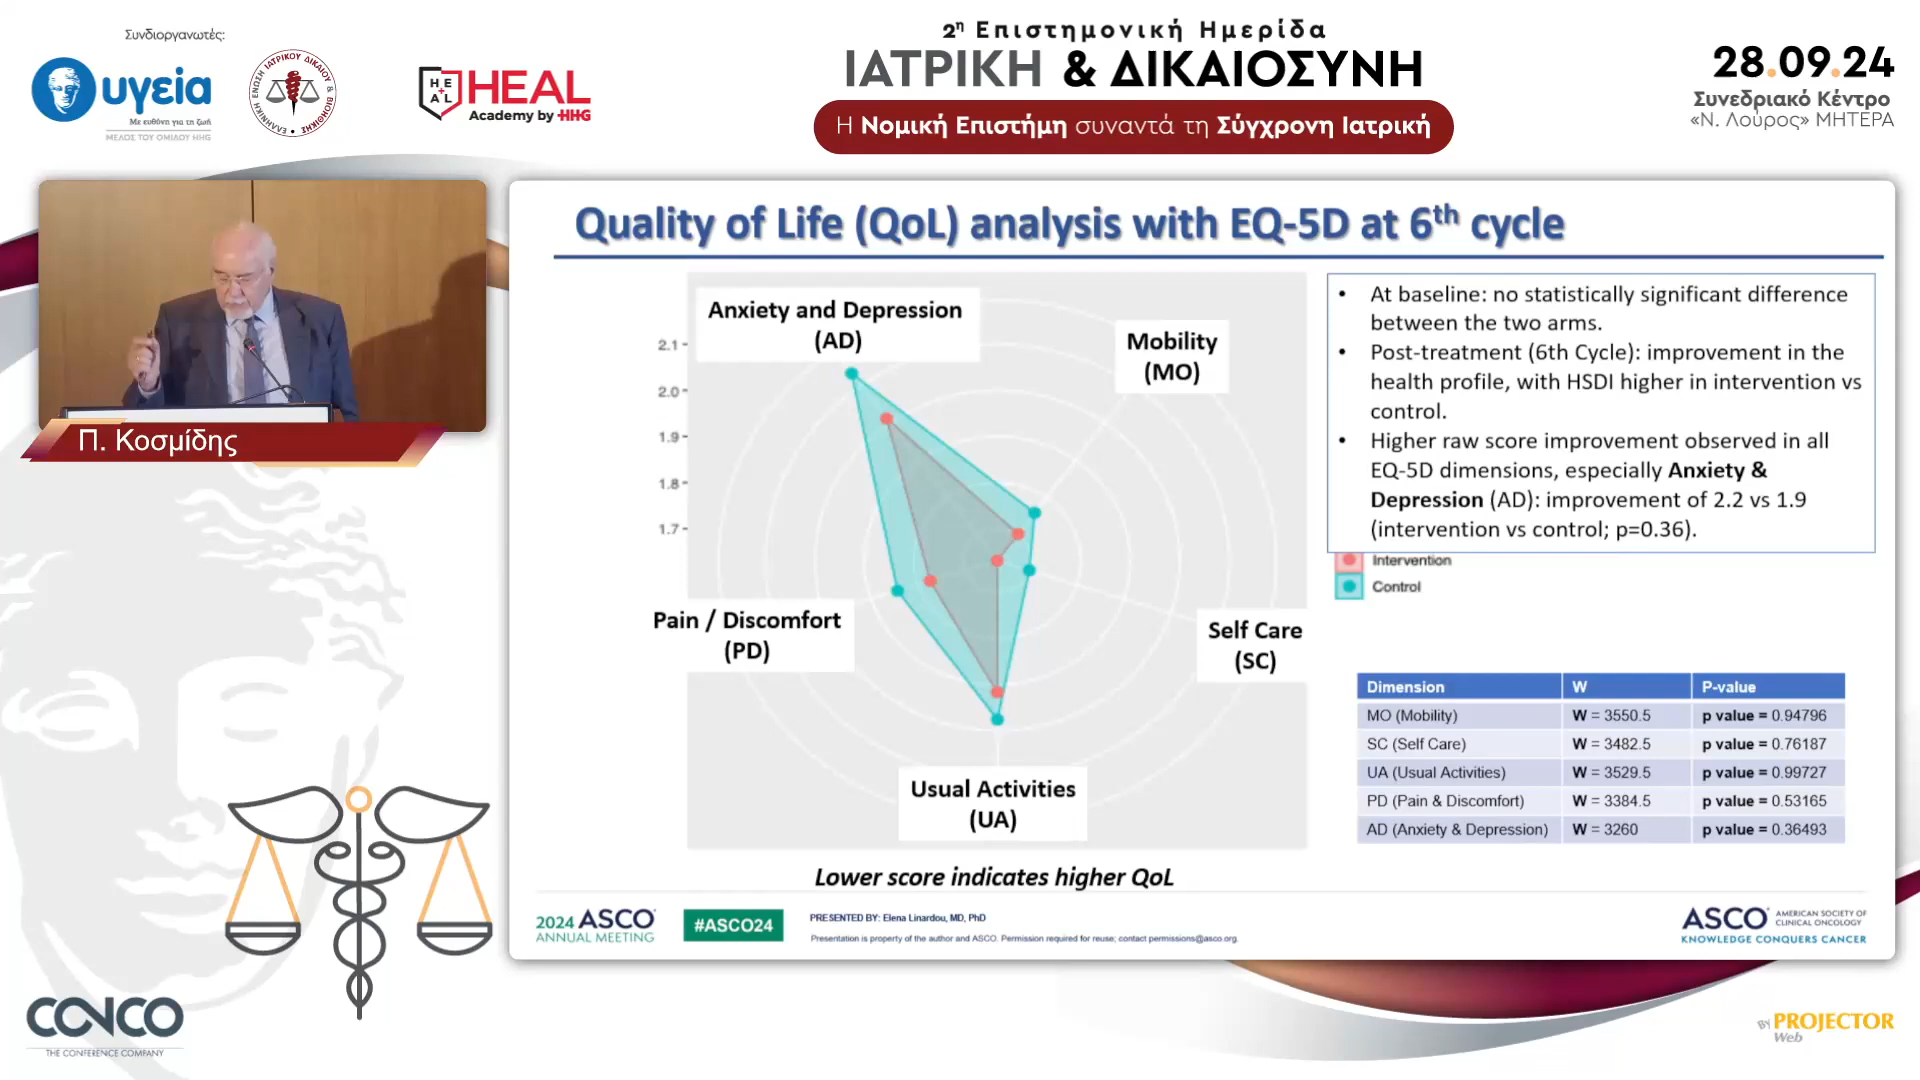 Συνδιοργανωτές:
υγεία
Με ευθύνη για τη ζωή
ΜΕΛΟΣ ΤΟΥ ΟΜΙΛΟΥ HHG
ΕΛΛΗΝΙΚΗ ΕΝΩΣΗ ΙΑΤΡΙΚΟΥ ΔΙΚΑΙΟΥ & ΒΙΟΗΘΙΚΗΣ
HE
AL
HEAL
Academy by HHG
2η Επιστημονική Ημερίδα
ΙΑΤΡΙΚΗ & ΔΙΚΑΙΟΣΥΝΗ
Η Νομική Επιστήμη συναντά τη Σύγχρονη Ιατρική
28.09.24
Συνεδριακό Κέντρο
«Ν. Λούρος» ΜΗΤΕΡΑ
Π. Κοσμίδης
Quality of Life (QoL) analysis with EQ-5D at 6th cycle
Anxiety and Depression
(AD)
Mobility
(MO)
2.1
2.0
1.9
1.8
1.7
Pain / Discomfort
(PD)
Self Care
(SC)
Usual Activities
(UA)
Lower score indicates higher QoL
• At baseline: no statistically significant difference
between the two arms.
• Post-treatment (6th Cycle): improvement in the
health profile, with HSDI higher in intervention vs
control.
• Higher raw score improvement observed in all
EQ-5D dimensions, especially Anxiety &
Depression (AD): improvement of 2.2 vs 1.9
(intervention vs control; p=0.36).
Intervention
Control
Dimension W P-value
MO (Mobility) W = 3550.5 p value = 0.94796
SC (Self Care) W = 3482.5 p value = 0.76187
UA (Usual Activities) W = 3529.5 p value = 0.99727
PD (Pain & Discomfort) W = 3384.5 p value = 0.53165
AD (Anxiety & Depression) W = 3260 p value = 0.36493
2024 ASCO
ANNUAL MEETING
#ASCO24
PRESENTED BY: Elena Linardou, MD, PhD
Presentation is property of the author and ASCO. Permission required for reuse; contact permissions@asco.org.
ASCO AMERICAN SOCIETY OF
CLINICAL ONCOLOGY
KNOWLEDGE CONQUERS CANCER
CONCO
THE CONFERENCE COMPANY
BY PROJECTOR
Web